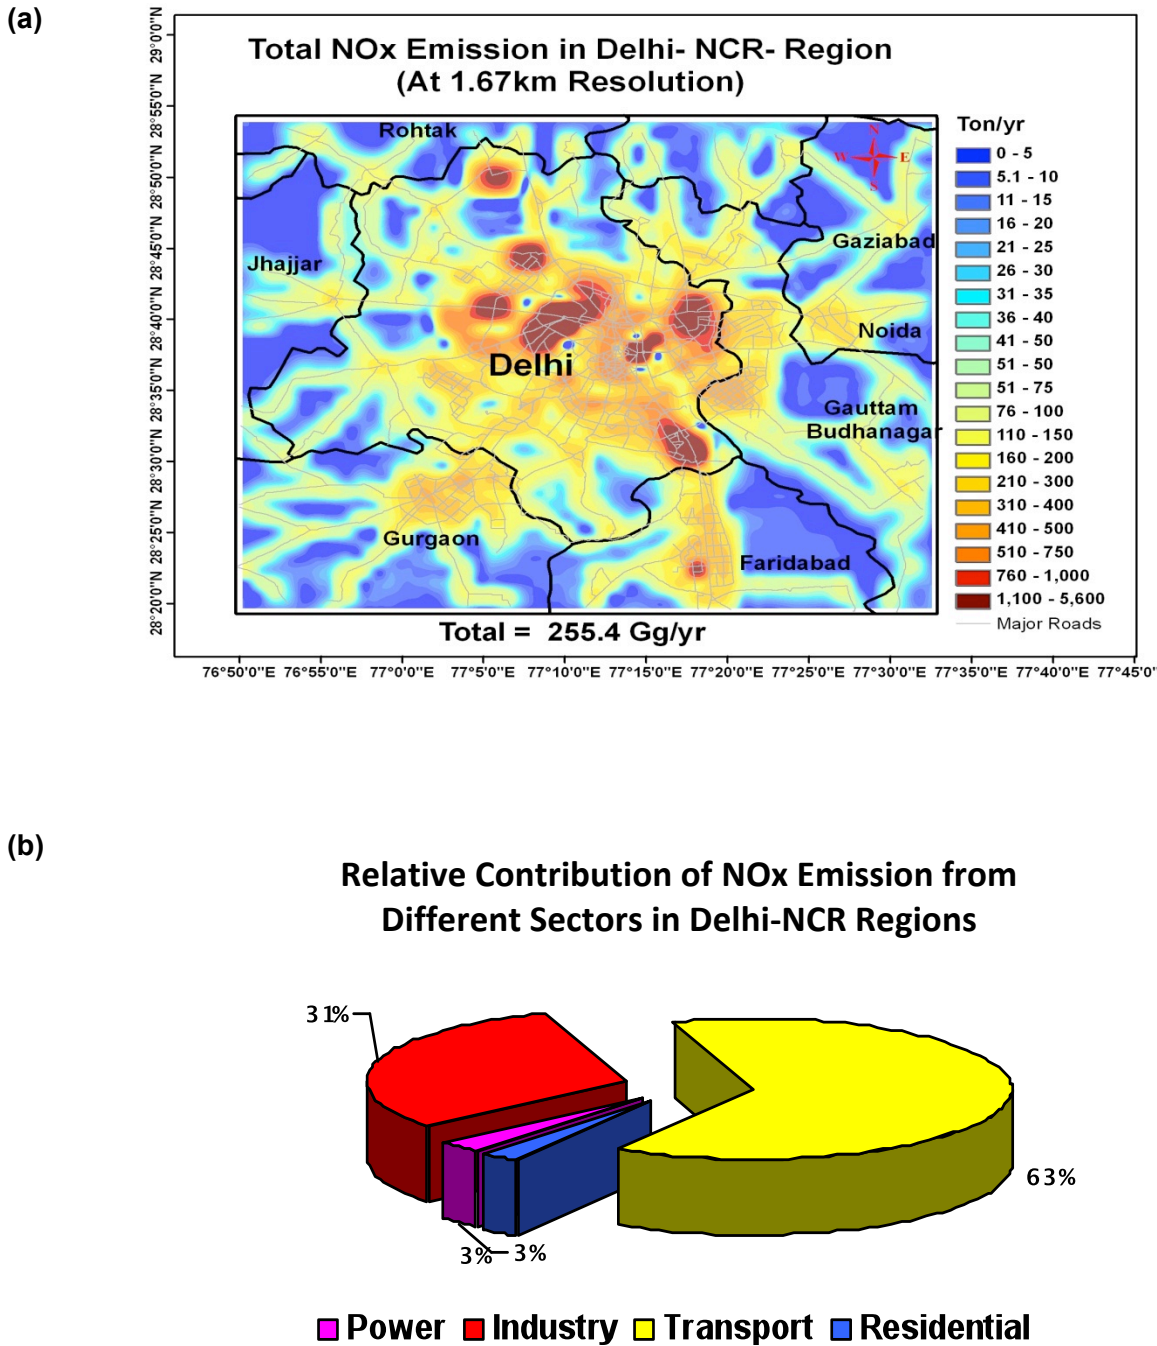 (a)
Total NOx Emission in Delhi- NCR- Region
(At 1.67km Resolution)
29°0'0"N
28°55'0"N
28°50'0"N
28°45'0"N
28°40'0"N
28°35'0"N
28°30'0"N
28°25'0"N
28°20'0"N
Rohtak
Jhajjar
Delhi
Gurgaon
Faridabad
Gaziabad
Noida
Gauttam
Budhanagar
N
W E
S
Ton/yr
0 - 5
5.1 - 10
11 - 15
16 - 20
21 - 25
26 - 30
31 - 35
36 - 40
41 - 50
51 - 50
51 - 75
76 - 100
110 - 150
160 - 200
210 - 300
310 - 400
410 - 500
510 - 750
760 - 1,000
1,100 - 5,600
Major Roads
Total = 255.4 Gg/yr
76°50'0"E 76°55'0"E 77°0'0"E 77°5'0"E 77°10'0"E 77°15'0"E 77°20'0"E 77°25'0"E 77°30'0"E 77°35'0"E 77°40'0"E 77°45'0"
(b)
Relative Contribution of NOx Emission from
Different Sectors in Delhi-NCR Regions
31%
63%
3% 3%
Power Industry Transport Residential